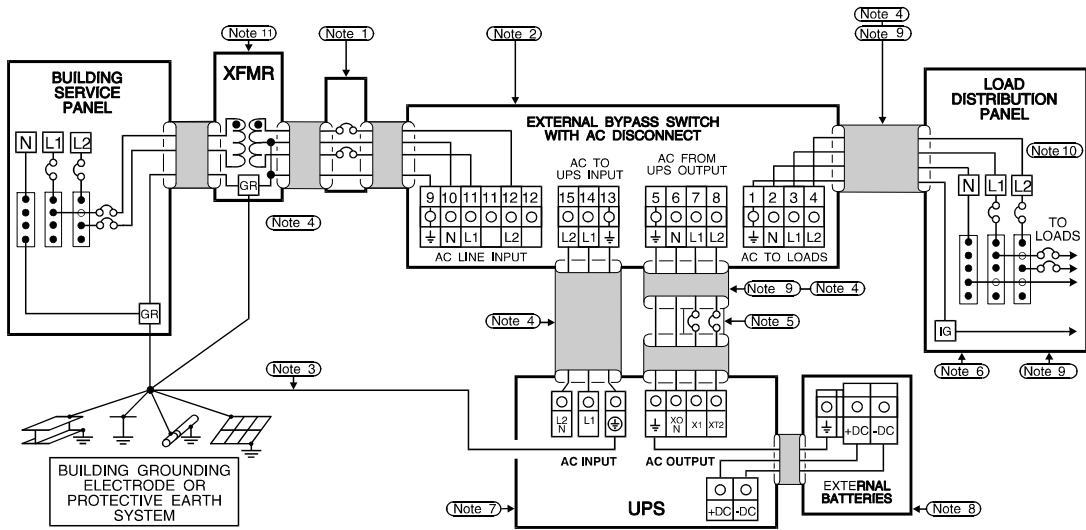 Note 11
Note 1
Note 2
Note 4
Note 9
BUILDING
SERVICE
PANEL
XFMR
EXTERNAL BYPASS SWITCH
WITH AC DISCONNECT
LOAD
DISTRIBUTION
PANEL
N L1 L2
GR
Note 4
AC TO
UPS INPUT
AC FROM
UPS OUTPUT
Note 10
N L1 L2
TO
LOADS
9 10 11 11 12 12
N L1 L2
AC LINE INPUT
15 14 13
L2 L1
5 6 7 8
N L1 L2
1 2 3 4
N L1 L2
AC TO LOADS
Note 9 Note 4
Note 4
Note 5
GR
IG
Note 6
Note 9
Note 3
L2
N
L1
AC INPUT
XO
N
X1
XT2
AC OUTPUT
+DC -DC
+DC -DC
EXTERNAL
BATTERIES
BUILDING GROUNDING
ELECTRODE OR
PROTECTIVE EARTH
SYSTEM
Note 7
UPS
Note 8